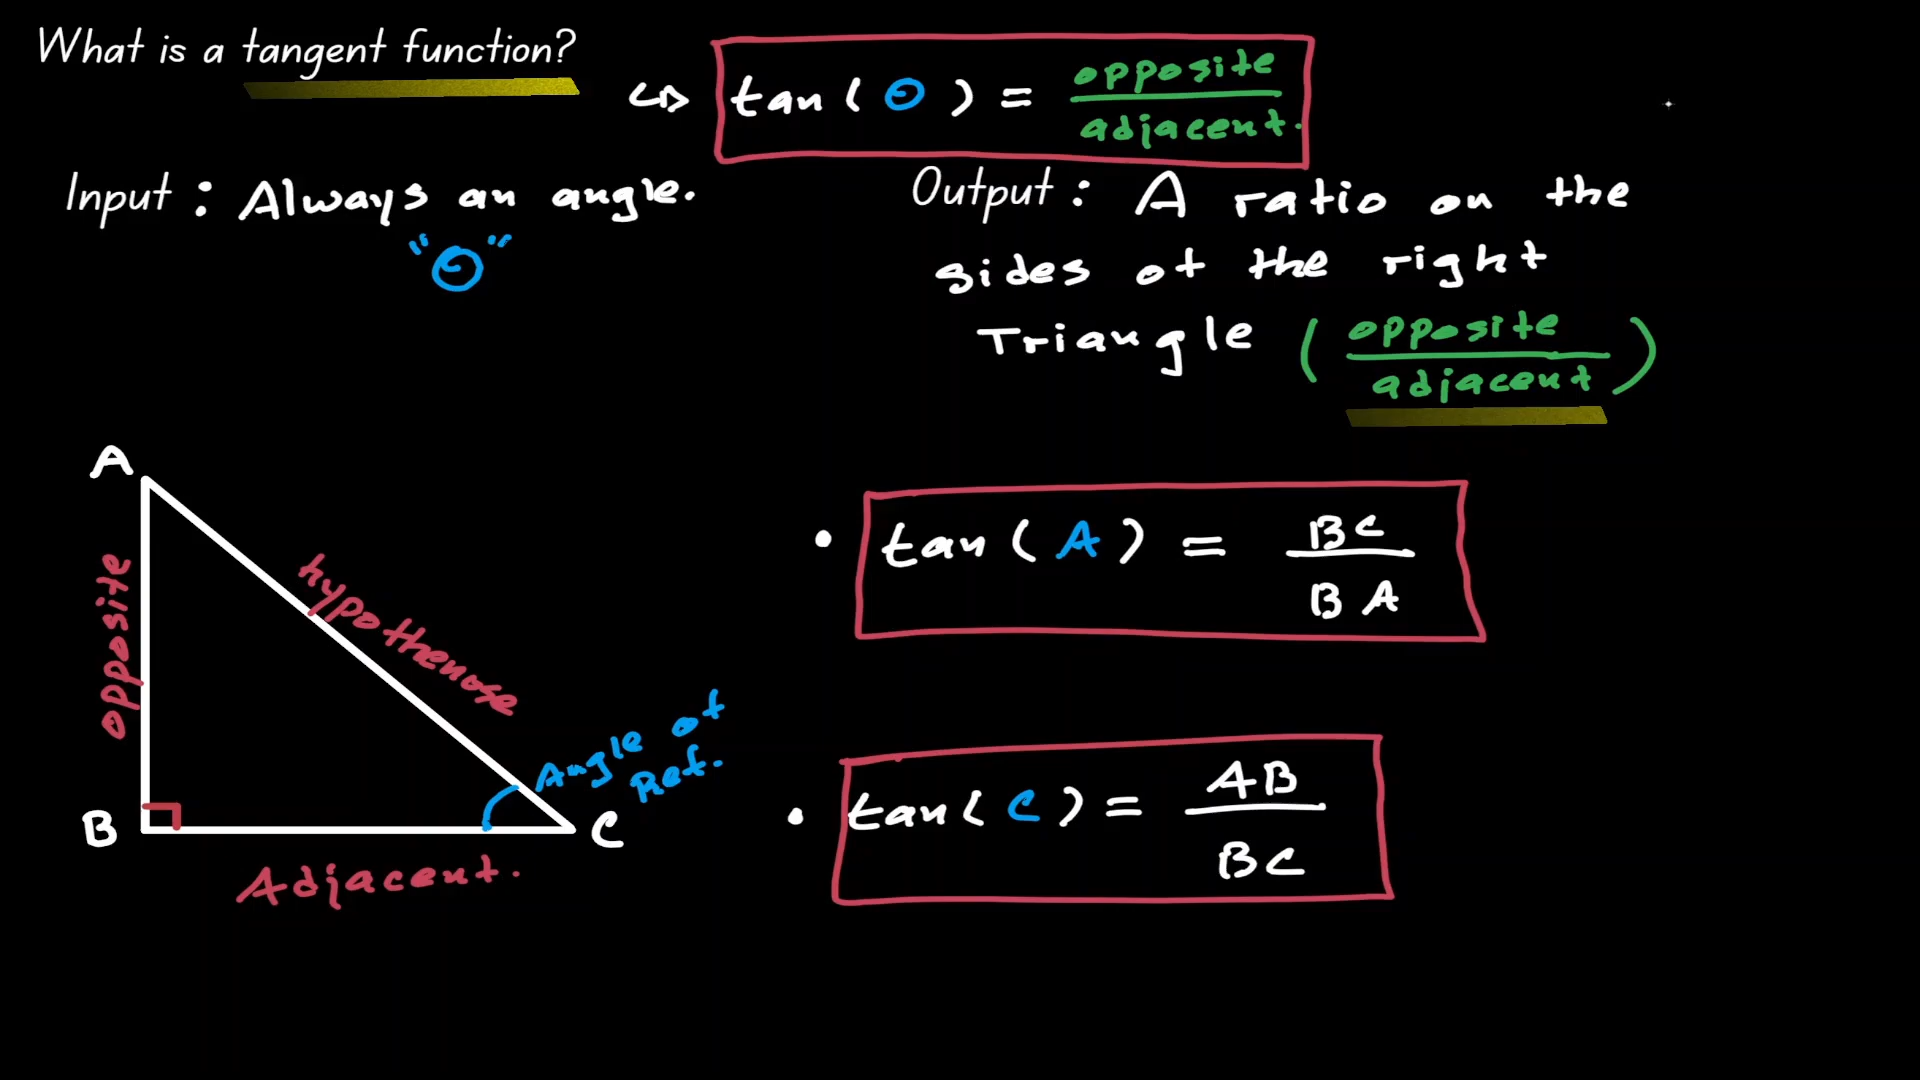 What is a tangent function?
↪ tan(θ) = opposite / adjacent.
Input : Always an angle.
"θ"
Output : A ratio on the
sides of the right
Triangle (opposite / adjacent)
A
opposite
hypothenose
Angle of
Ref.
B
C
Adjacent.
• tan(A) = BC / BA
• tan(C) = AB / BC